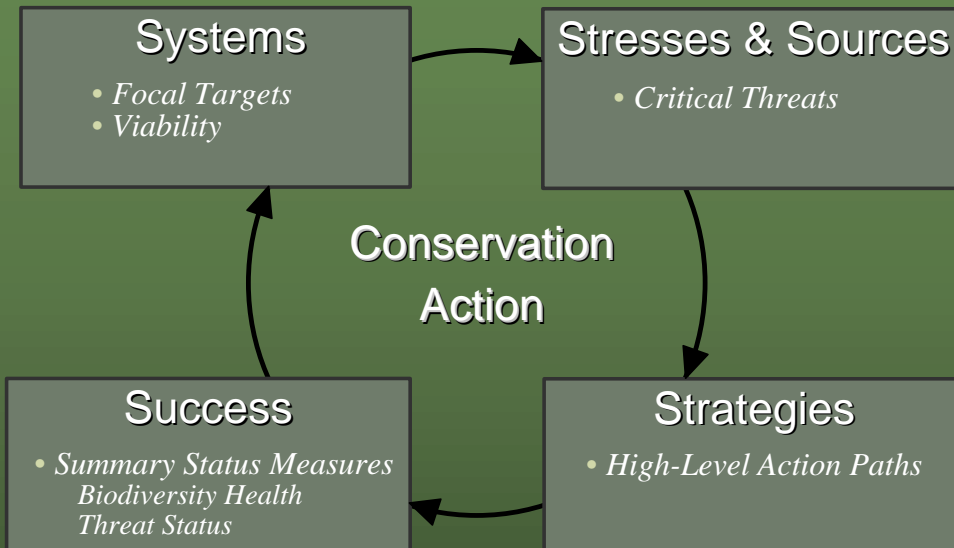 Systems
• Focal Targets
• Viability
Stresses & Sources
• Critical Threats
Conservation
Action
Success
• Summary Status Measures
Biodiversity Health
Threat Status
Strategies
• High-Level Action Paths